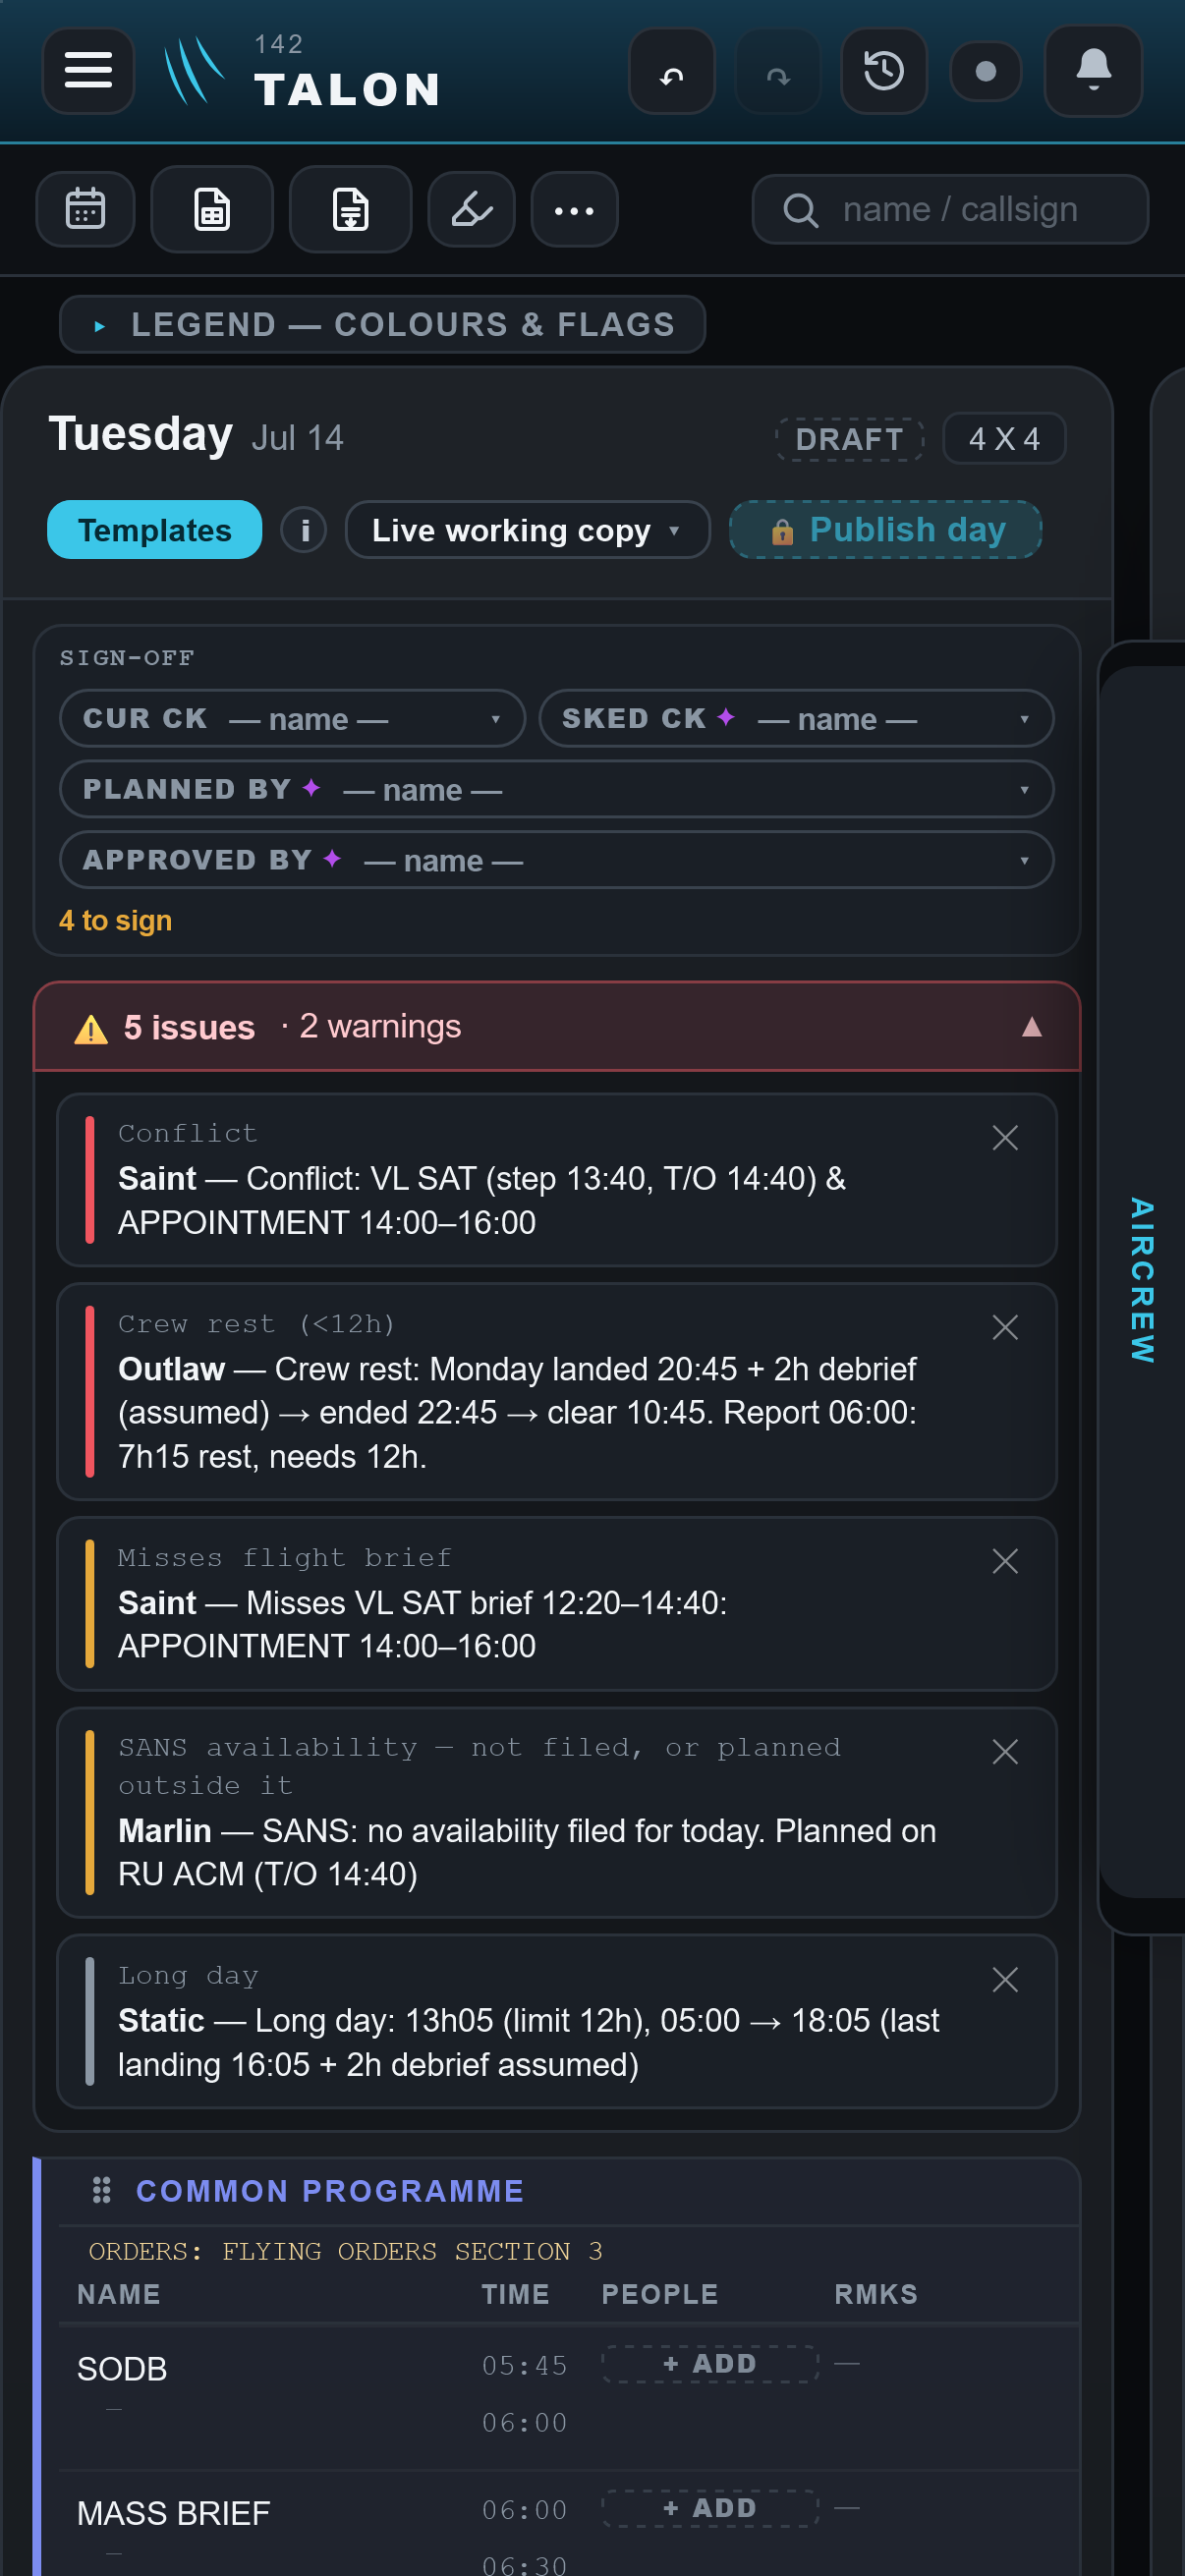 142
TALON
name / callsign
▸ LEGEND — COLOURS & FLAGS
Tuesday Jul 14 DRAFT 4 X 4
Templates i Live working copy ▾ 🔒 Publish day
SIGN-OFF
CUR CK — name — ▾ SKED CK ✦ — name — ▾
PLANNED BY ✦ — name — ▾
APPROVED BY ✦ — name — ▾
4 to sign
⚠️ 5 issues · 2 warnings ▲
Conflict
Saint — Conflict: VL SAT (step 13:40, T/O 14:40) &
APPOINTMENT 14:00–16:00
Crew rest (<12h)
Outlaw — Crew rest: Monday landed 20:45 + 2h debrief
(assumed) → ended 22:45 → clear 10:45. Report 06:00:
7h15 rest, needs 12h.
Misses flight brief
Saint — Misses VL SAT brief 12:20–14:40:
APPOINTMENT 14:00–16:00
SANS availability — not filed, or planned
outside it
Marlin — SANS: no availability filed for today. Planned on
RU ACM (T/O 14:40)
Long day
Static — Long day: 13h05 (limit 12h), 05:00 → 18:05 (last
landing 16:05 + 2h debrief assumed)
AIRCREW
COMMON PROGRAMME
ORDERS: FLYING ORDERS SECTION 3
NAME TIME PEOPLE RMKS
SODB 05:45 + ADD —
— 06:00
MASS BRIEF 06:00 + ADD —
— 06:30